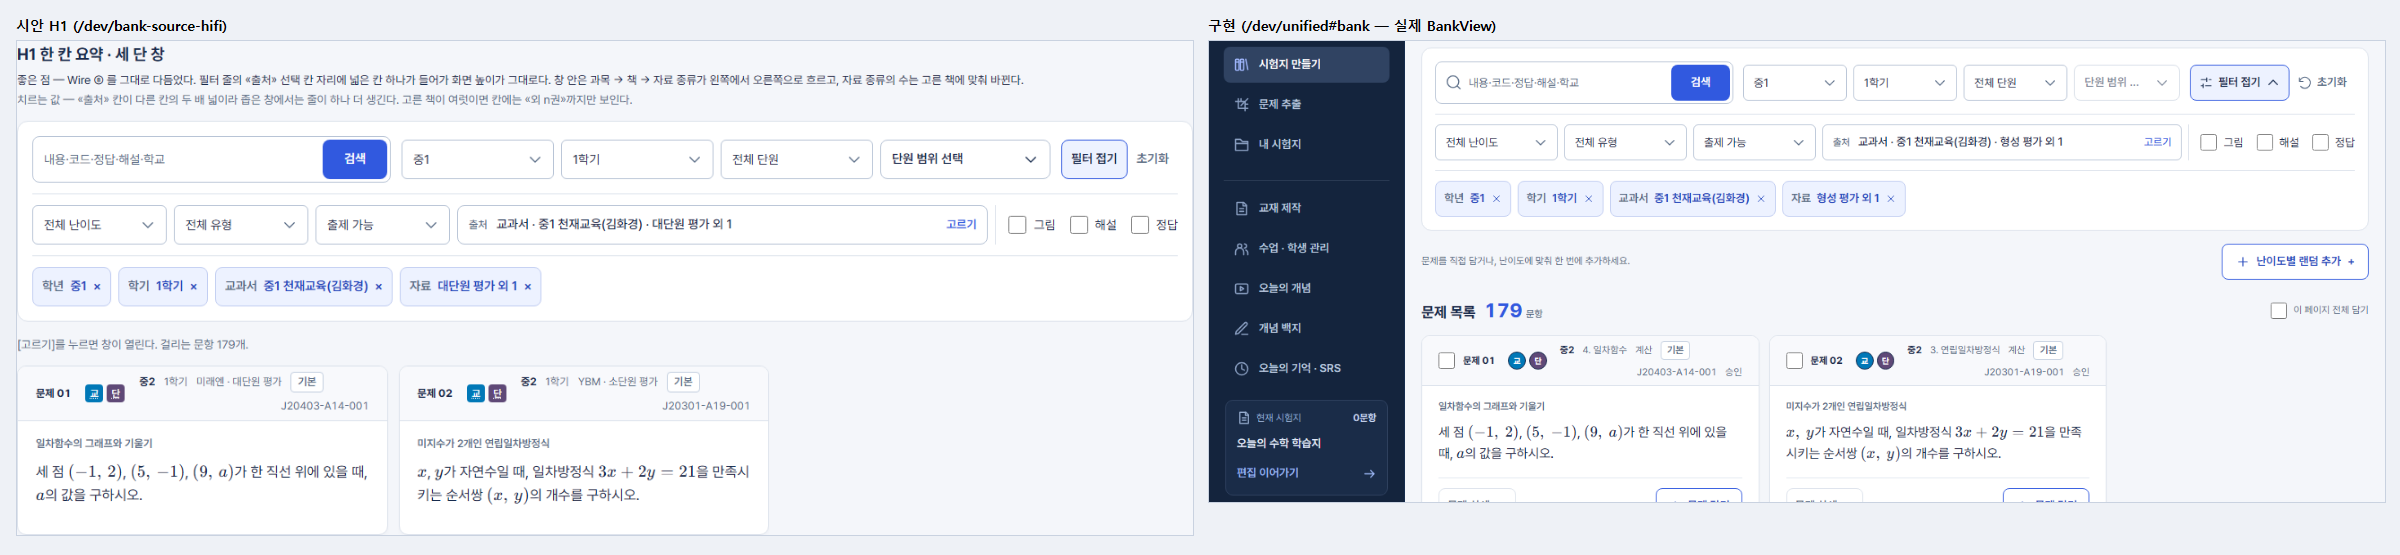 시안 H1 (/dev/bank-source-hifi)
H1 한 칸 요약 · 세 단 창
좋은 점 — Wire ⑥ 를 그대로 다듬었다. 필터 줄의 «출처» 선택 칸 자리에 넓은 칸 하나가 들어가 화면 높이가 그대로다. 창 안은 과목 → 책 → 자료 종류가 왼쪽에서 오른쪽으로 흐르고, 자료 종류의 수는 고른 책에 맞춰 바뀐다.
치르는 값 — «출처» 칸이 다른 칸의 두 배 넓이라 좁은 창에서는 줄이 하나 더 생긴다. 고른 책이 여럿이면 칸에는 «외 n권»까지만 보인다.
내용·코드·정답·해설·학교 검색 중1 1학기 전체 단원 단원 범위 선택 필터 접기 초기화
전체 난이도 전체 유형 출제 가능 출처 교과서 · 중1 천재교육(김화경) · 대단원 평가 외 1 고르기 그림 해설 정답
학년 중1 × 학기 1학기 × 교과서 중1 천재교육(김화경) × 자료 대단원 평가 외 1 ×
[고르기]를 누르면 창이 열린다. 걸리는 문항 179개.
문제 01 교 단 중2 1학기 미래엔 · 대단원 평가 기본
J20403-A14-001
일차함수의 그래프와 기울기
세 점 (−1, 2), (5, −1), (9, a)가 한 직선 위에 있을 때,
a의 값을 구하시오.
문제 02 교 단 중2 1학기 YBM · 소단원 평가 기본
J20301-A19-001
미지수가 2개인 연립일차방정식
x, y가 자연수일 때, 일차방정식 3x + 2y = 21을 만족시
키는 순서쌍 (x, y)의 개수를 구하시오.
구현 (/dev/unified#bank — 실제 BankView)
시험지 만들기
문제 추출
내 시험지
교재 제작
수업 · 학생 관리
오늘의 개념
개념 백지
오늘의 기억 · SRS
현재 시험지 0문항
오늘의 수학 학습지
편집 이어가기 →
내용·코드·정답·해설·학교 검색 중1 1학기 전체 단원 단원 범위 ... 필터 접기 초기화
전체 난이도 전체 유형 출제 가능 출처 교과서 · 중1 천재교육(김화경) · 형성 평가 외 1 고르기 그림 해설 정답
학년 중1 × 학기 1학기 × 교과서 중1 천재교육(김화경) × 자료 형성 평가 외 1 ×
문제를 직접 담거나, 난이도에 맞춰 한 번에 추가하세요. + 난이도별 랜덤 추가 +
문제 목록 179 문항 이 페이지 전체 담기
문제 01 교 단 중2 4. 일차함수 계산 기본
J20403-A14-001 승인
일차함수의 그래프와 기울기
세 점 (−1, 2), (5, −1), (9, a)가 한 직선 위에 있을
때, a의 값을 구하시오.
문제 02 교 단 중2 3. 연립일차방정식 계산 기본
J20301-A19-001 승인
미지수가 2개인 연립일차방정식
x, y가 자연수일 때, 일차방정식 3x + 2y = 21을 만족
시키는 순서쌍 (x, y)의 개수를 구하시오.